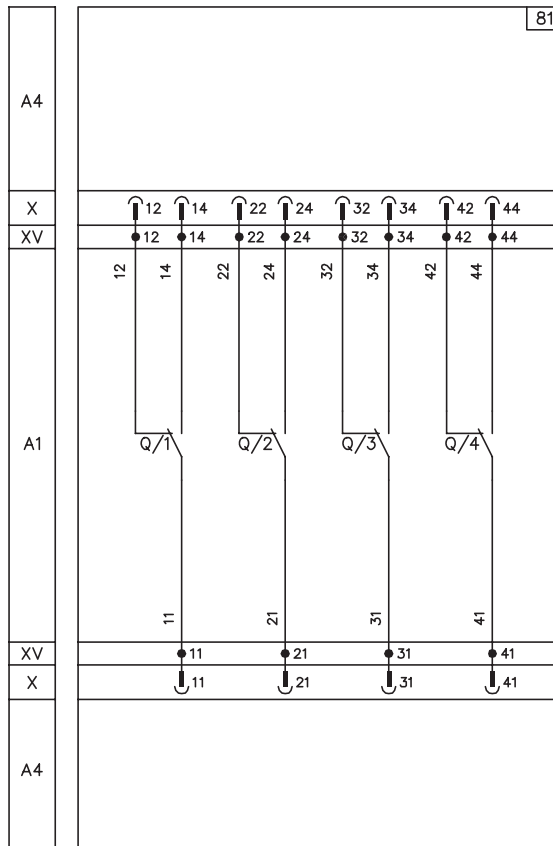 81
A4
X 12 14 22 24 32 34 42 44
XV 12 14 22 24 32 34 42 44
12 14 22 24 32 34 42 44
A1 Q/1 Q/2 Q/3 Q/4
11 21 31 41
XV 11 21 31 41
X 11 21 31 41
A4